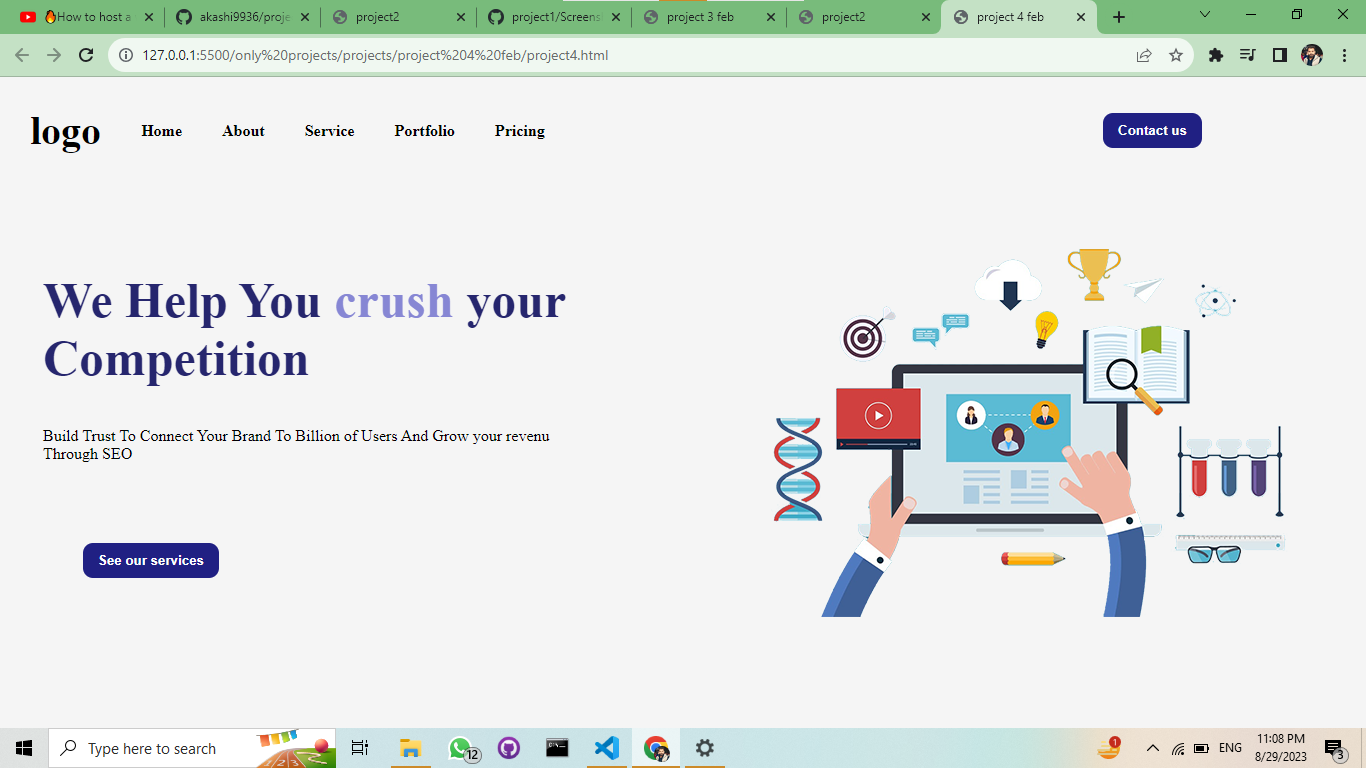 🔥How to host a
akashi9936/proje
project2
project1/Screens
project 3 feb
project2
project 4 feb
127.0.0.1:5500/only%20projects/projects/project%204%20feb/project4.html
logo
Home
About
Service
Portfolio
Pricing
Contact us
We Help You crush your
Competition
Build Trust To Connect Your Brand To Billion of Users And Grow your revenu
Through SEO
See our services
Type here to search
12
1
ENG
11:08 PM
8/29/2023
3